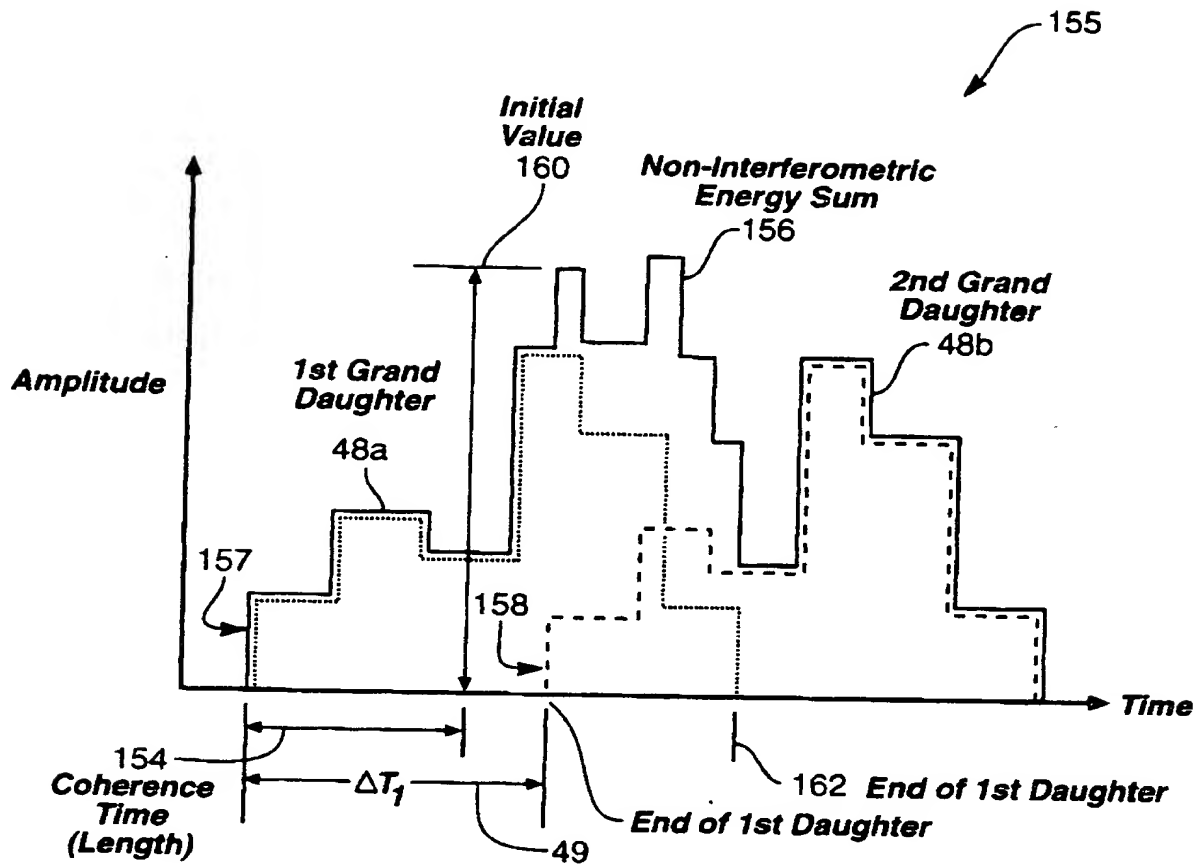 155
Initial
Value
160
Non-Interferometric
Energy Sum
156
2nd Grand
Daughter
48b
Amplitude
1st Grand
Daughter
48a
157
158
Time
154
Coherence
Time
(Length)
ΔT1
49
162 End of 1st Daughter
End of 1st Daughter